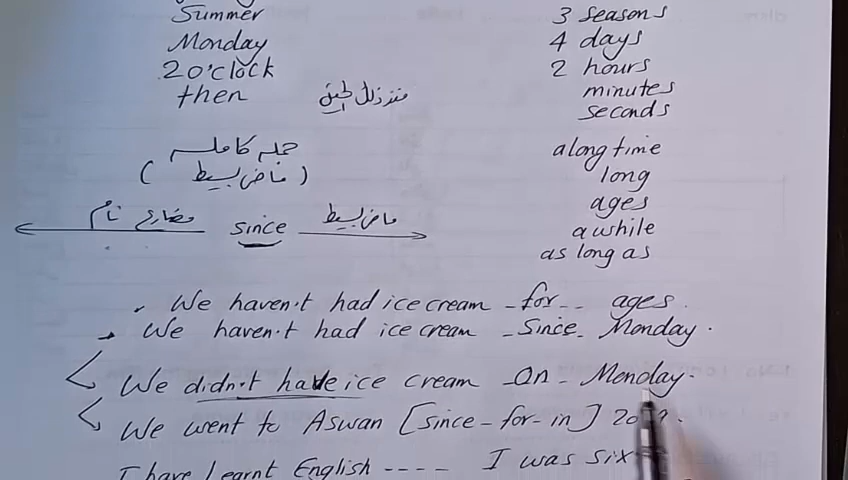 Summer
Monday
2 o'clock
then منذ ذلك الحين
جملة كاملة
( ماضى بسيط )
مضارع تام since ماضى بسيط
3 seasons
4 days
2 hours
minutes
seconds
a long time
long
ages
a while
as long as
. We haven't had ice cream -for-- ages.
. We haven't had ice cream -Since- Monday.
We didn't have ice cream -On- Monday.
We went to Aswan [since-for-in]
I have learnt English ---- I was six